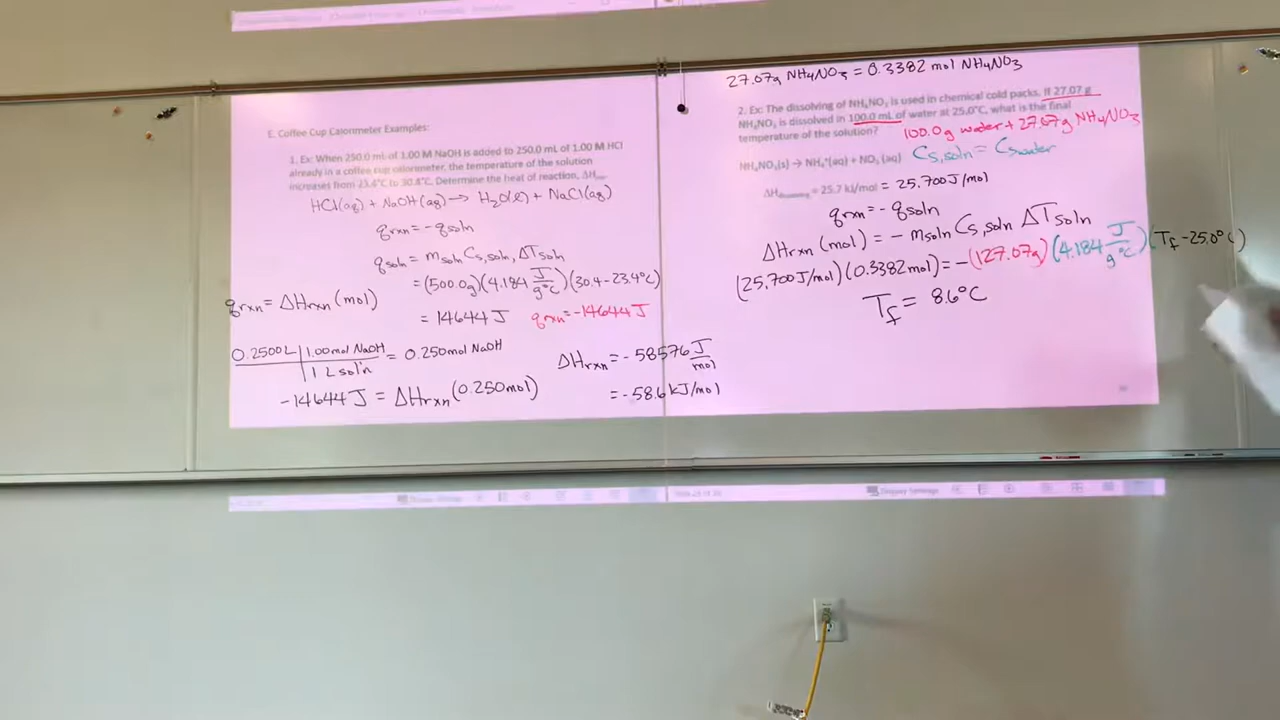 E. Coffee Cup Calorimeter Examples:
1. Ex: When 250.0 mL of 1.00 M NaOH is added to 250.0 mL of 1.00 M HCl
already in a coffee cup calorimeter, the temperature of the solution
increases from 23.4°C to 30.4°C. Determine the heat of reaction, ΔHrxn.
HCl(aq) + NaOH(aq) → H2O(ℓ) + NaCl(aq)
qrxn = -qsoln
qsoln = msoln Cs,soln ΔTsoln
= (500.0g)(4.184 J/g°C)(30.4-23.4°C)
qrxn = ΔHrxn(mol)
= 14644 J qrxn = -14644 J
0.2500L | 1.00mol NaOH / 1 L soln = 0.250mol NaOH
-14644 J = ΔHrxn(0.250mol)
ΔHrxn = -58576 J/mol
= -58.6 kJ/mol
27.07g NH4NO3 = 0.3382 mol NH4NO3
2. Ex: The dissolving of NH4NO3 is used in chemical cold packs. If 27.07 g
NH4NO3 is dissolved in 100.0 mL of water at 25.0°C, what is the final
temperature of the solution? 100.0g water + 27.07g NH4NO3
Cs,soln = Cs,water
NH4NO3(s) → NH4+(aq) + NO3-(aq)
ΔHdissolving = 25.7 kJ/mol = 25,700 J/mol
qrxn = -qsoln
ΔHrxn (mol) = - msoln Cs,soln ΔTsoln
(25,700 J/mol)(0.3382mol) = -(127.07g)(4.184 J/g°C)(Tf -25.0°C)
Tf = 8.6°C